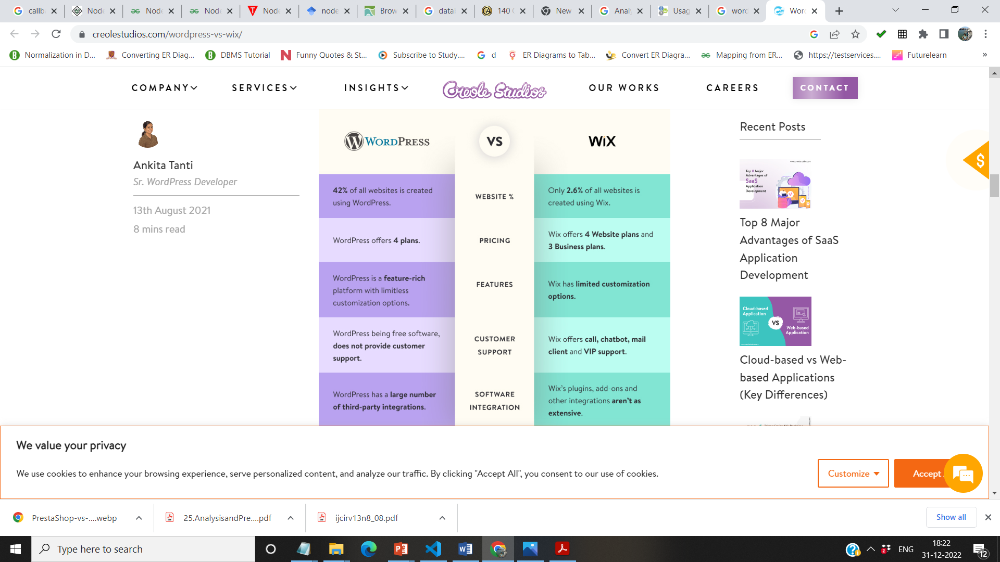 callb
Node
Node
Node
Node
node
Brow
datal
140 
New
Analy
Usag
word
Wor
creolestudios.com/wordpress-vs-wix/
Normalization in D...
Converting ER Diag...
DBMS Tutorial
Funny Quotes & St...
Subscribe to Study....
d
ER Diagrams to Tab...
Convert ER Diagra...
Mapping from ER...
https://testservices....
Futurelearn
»
COMPANY
SERVICES
INSIGHTS
Creole Studios
OUR WORKS
CAREERS
CONTACT
Ankita Tanti
Sr. WordPress Developer
13th August 2021
8 mins read
WORDPRESS
VS
WiX
42% of all websites is created
using WordPress.
WEBSITE %
Only 2.6% of all websites is
created using Wix.
WordPress offers 4 plans.
PRICING
Wix offers 4 Website plans and
3 Business plans.
WordPress is a feature-rich
platform with limitless
customization options.
FEATURES
Wix has limited customization
options.
WordPress being free software,
does not provide customer
support.
CUSTOMER
SUPPORT
Wix offers call, chatbot, mail
client and VIP support.
WordPress has a large number
of third-party integrations.
SOFTWARE
INTEGRATION
Wix's plugins, add-ons and
other integrations aren't as
extensive.
Recent Posts
$
www.creolestudios.com
Top 8 Major
Advantages of
SaaS
Application
Development
Top 8 Major
Advantages of SaaS
Application
Development
Cloud-based
Application
VS
Web-based
Application
Cloud-based vs Web-
based Applications
(Key Differences)
We value your privacy
We use cookies to enhance your browsing experience, serve personalized content, and analyze our traffic. By clicking "Accept All", you consent to our use of cookies.
Customize
Accept
PrestaShop-vs-....webp
25.AnalysisandPre....pdf
ijcirv13n8_08.pdf
Show all
Type here to search
ENG
18:22
31-12-2022
12